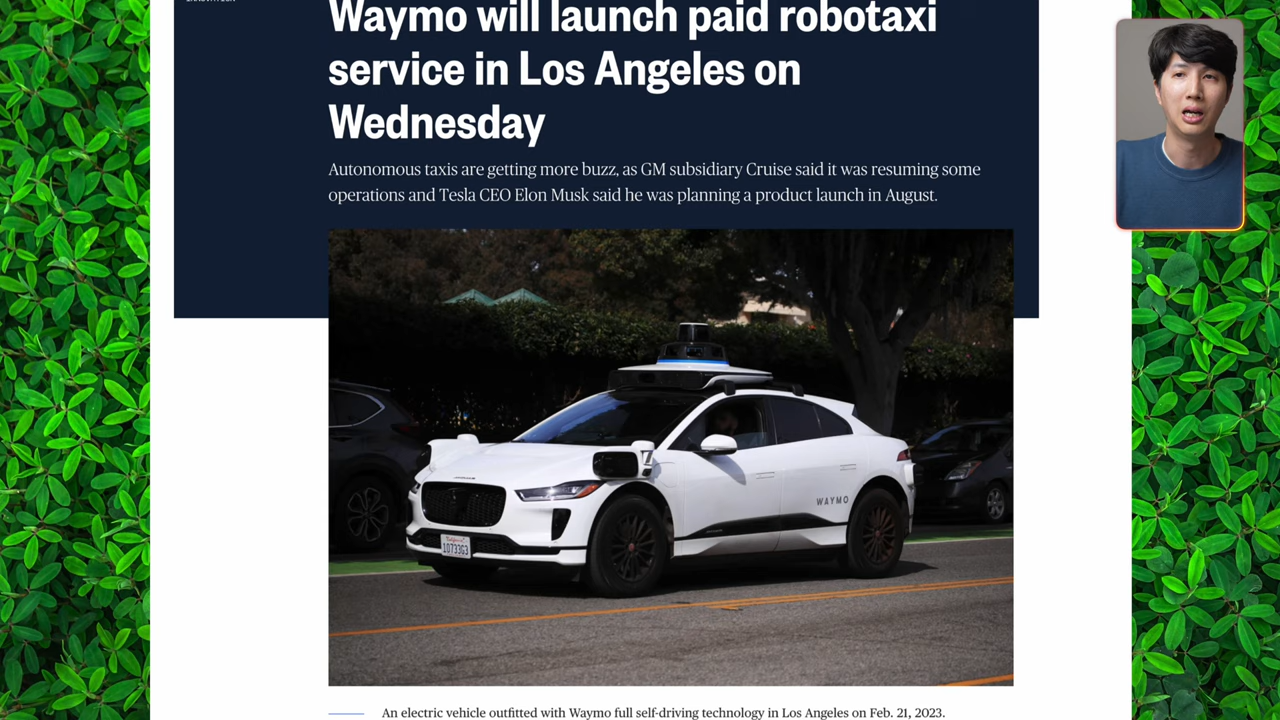 Waymo will launch paid robotaxi
service in Los Angeles on
Wednesday
Autonomous taxis are getting more buzz, as GM subsidiary Cruise said it was resuming some
operations and Tesla CEO Elon Musk said he was planning a product launch in August.
WAYMO
California
10733G3
An electric vehicle outfitted with Waymo full self-driving technology in Los Angeles on Feb. 21, 2023.